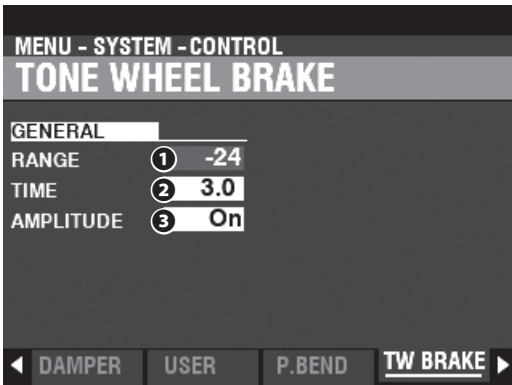 MENU - SYSTEM - CONTROL
TONE WHEEL BRAKE
GENERAL
RANGE ① -24
TIME ② 3.0
AMPLITUDE ③ On
◀ DAMPER USER P.BEND TW BRAKE ▶